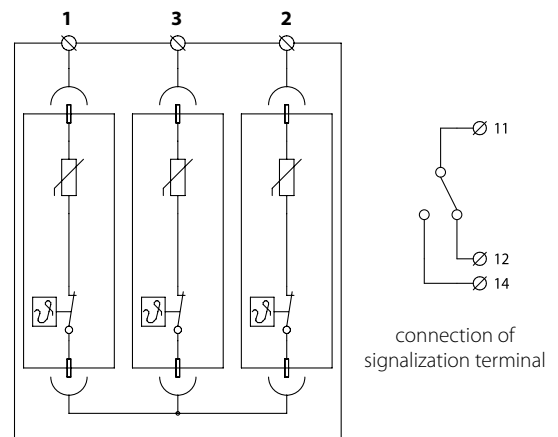 1 3 2
11
12
14
connection of
signalization terminal